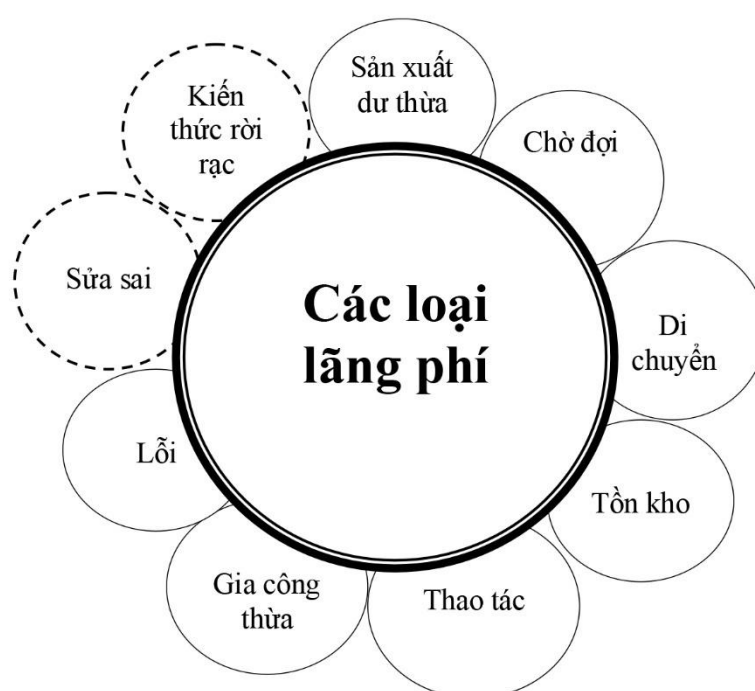 Các loại
lãng phí
Sản xuất
dư thừa
Chờ đợi
Di
chuyển
Tồn kho
Thao tác
Gia công
thừa
Lỗi
Sửa sai
Kiến
thức rời
rạc